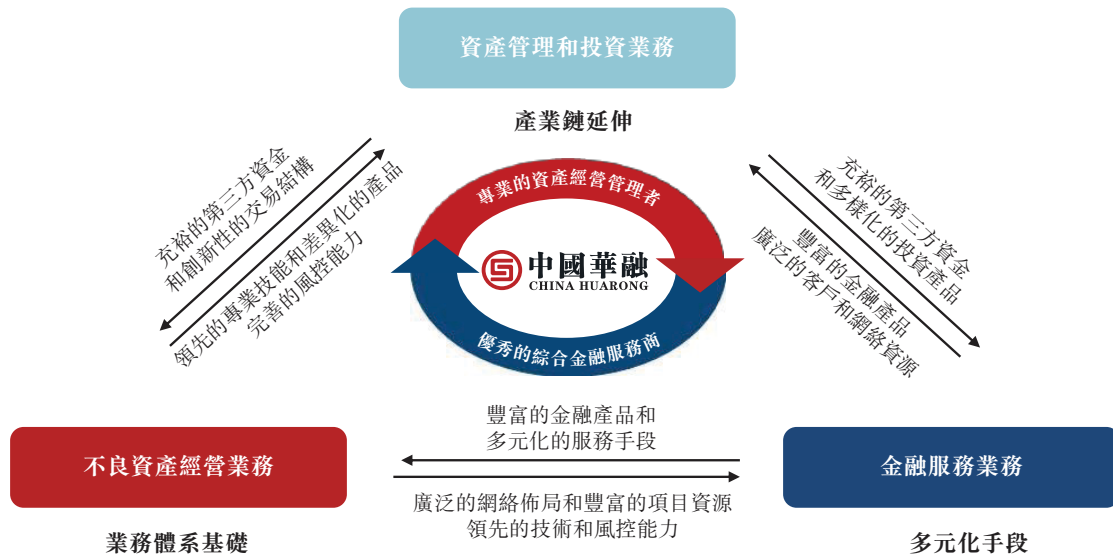 資產管理和投資業務
產業鏈延伸
充裕的第三方資金
和創新性的交易結構
領先的專業技能和差異化的產品
完善的風控能力
專業的資產經營管理者
中國華融
CHINA HUARONG
優秀的綜合金融服務商
充裕的第三方資金
和多樣化的投資產品
豐富的金融產品
廣泛的客戶和網絡資源
豐富的金融產品和
多元化的服務手段
不良資產經營業務
金融服務業務
廣泛的網絡佈局和豐富的項目資源
領先的技術和風控能力
業務體系基礎
多元化手段